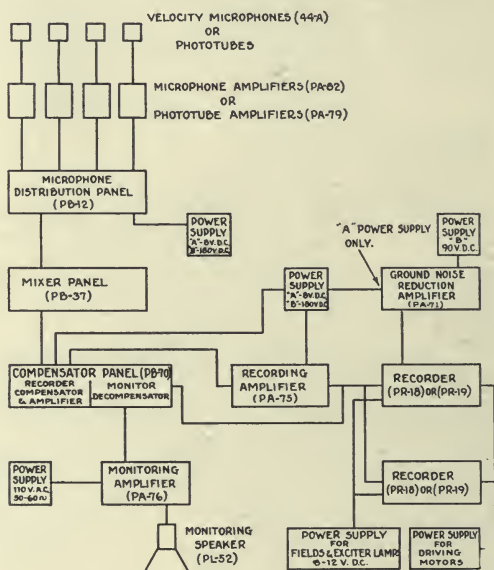 VELOCITY MICROPHONES (44-A)
OR
PHOTOTUBES
MICROPHONE AMPLIFIERS (PA-82)
OR
PHOTOTUBE AMPLIFIERS (PA-79)
MICROPHONE
DISTRIBUTION PANEL
(PB-12)
POWER
SUPPLY
"A"-8V.D.C.
"B"-180V.D.C.
"A" POWER SUPPLY
ONLY.
POWER
SUPPLY
"B"
90 V. D.C.
MIXER PANEL
(PB-37)
POWER
SUPPLY
"A"-8V.D.C.
"B"-180V.D.C.
GROUND NOISE
REDUCTION
AMPLIFIER
(PA-71)
COMPENSATOR PANEL (PB-70)
RECORDER
COMPENSATOR
& AMPLIFIER
MONITOR
DECOMPENSATOR
RECORDING
AMPLIFIER
(PA-75)
RECORDER
(PR-18) OR (PR-19)
POWER
SUPPLY
110 V. A.C.
50-60~
MONITORING
AMPLIFIER
(PA-76)
RECORDER
(PR-18) OR (PR-19)
MONITORING
SPEAKER
(PL-52)
POWER SUPPLY
FOR
FIELDS & EXCITER LAMPS
8-12 V. D.C.
POWER SUPPLY
FOR
DRIVING
MOTORS